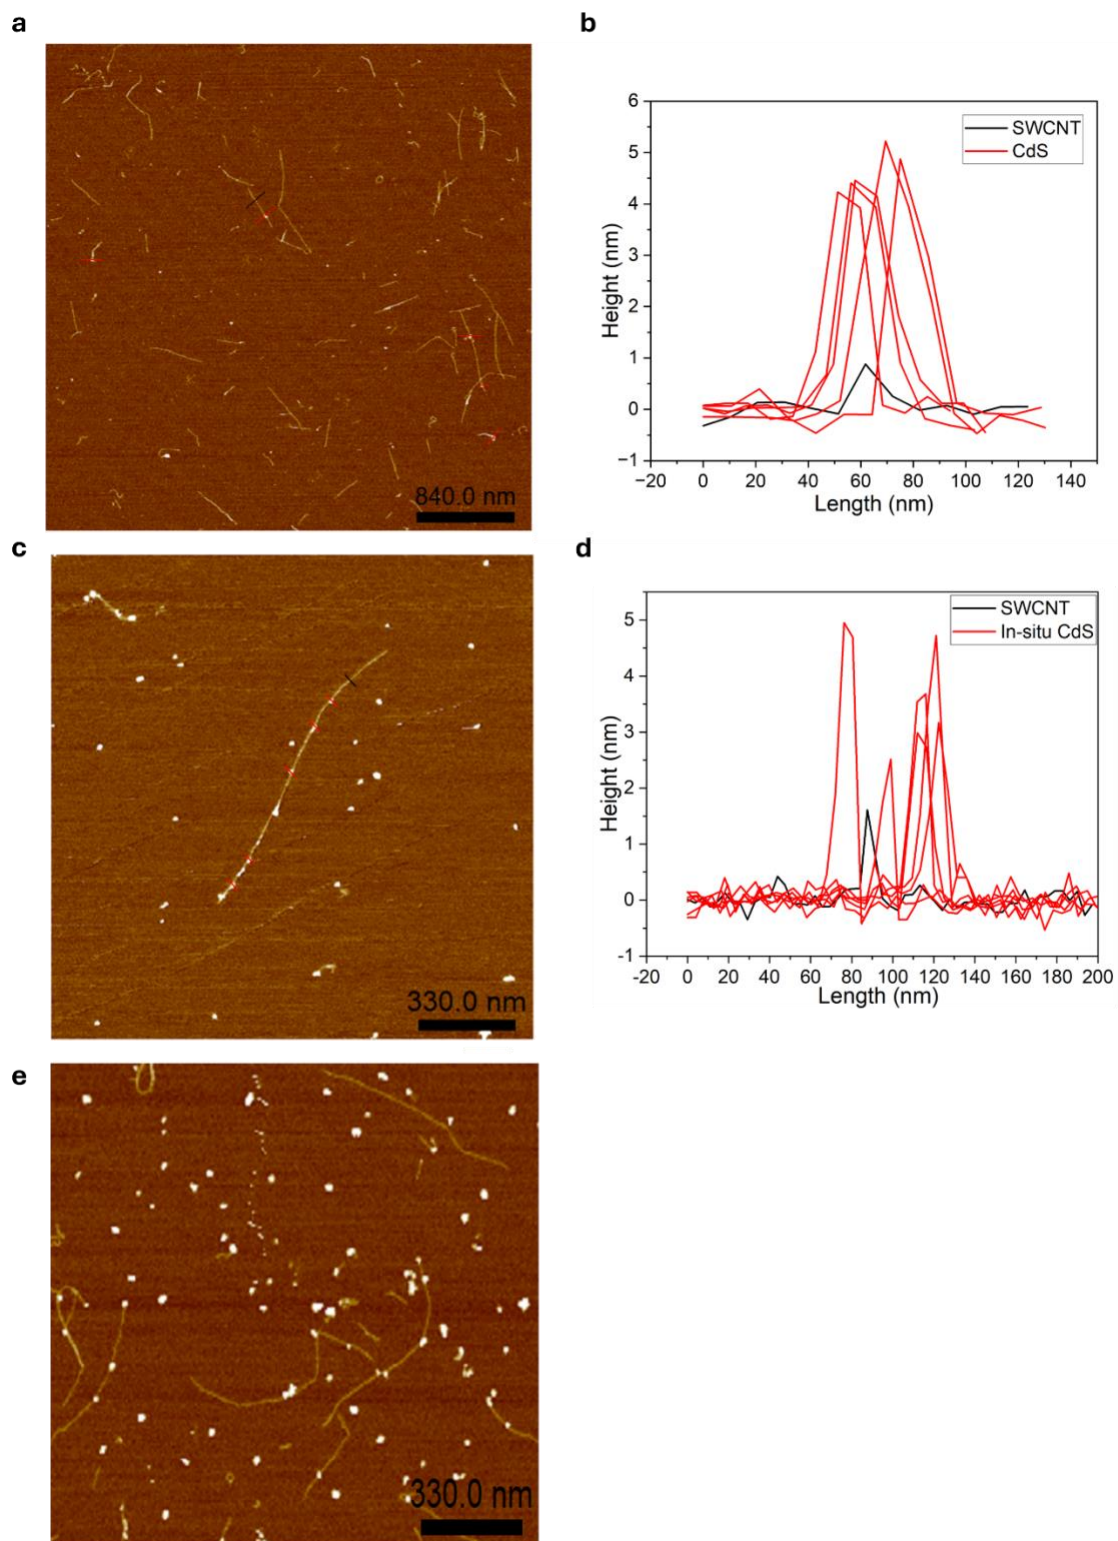 a
840.0 nm
b
6
5
4
3
2
1
0
−1
Height (nm)
SWCNT
CdS
−20 0 20 40 60 80 100 120 140
Length (nm)
c
330.0 nm
d
5
4
3
2
1
0
-1
Height (nm)
SWCNT
In-situ CdS
-20 0 20 40 60 80 100 120 140 160 180 200
Length (nm)
e
330.0 nm